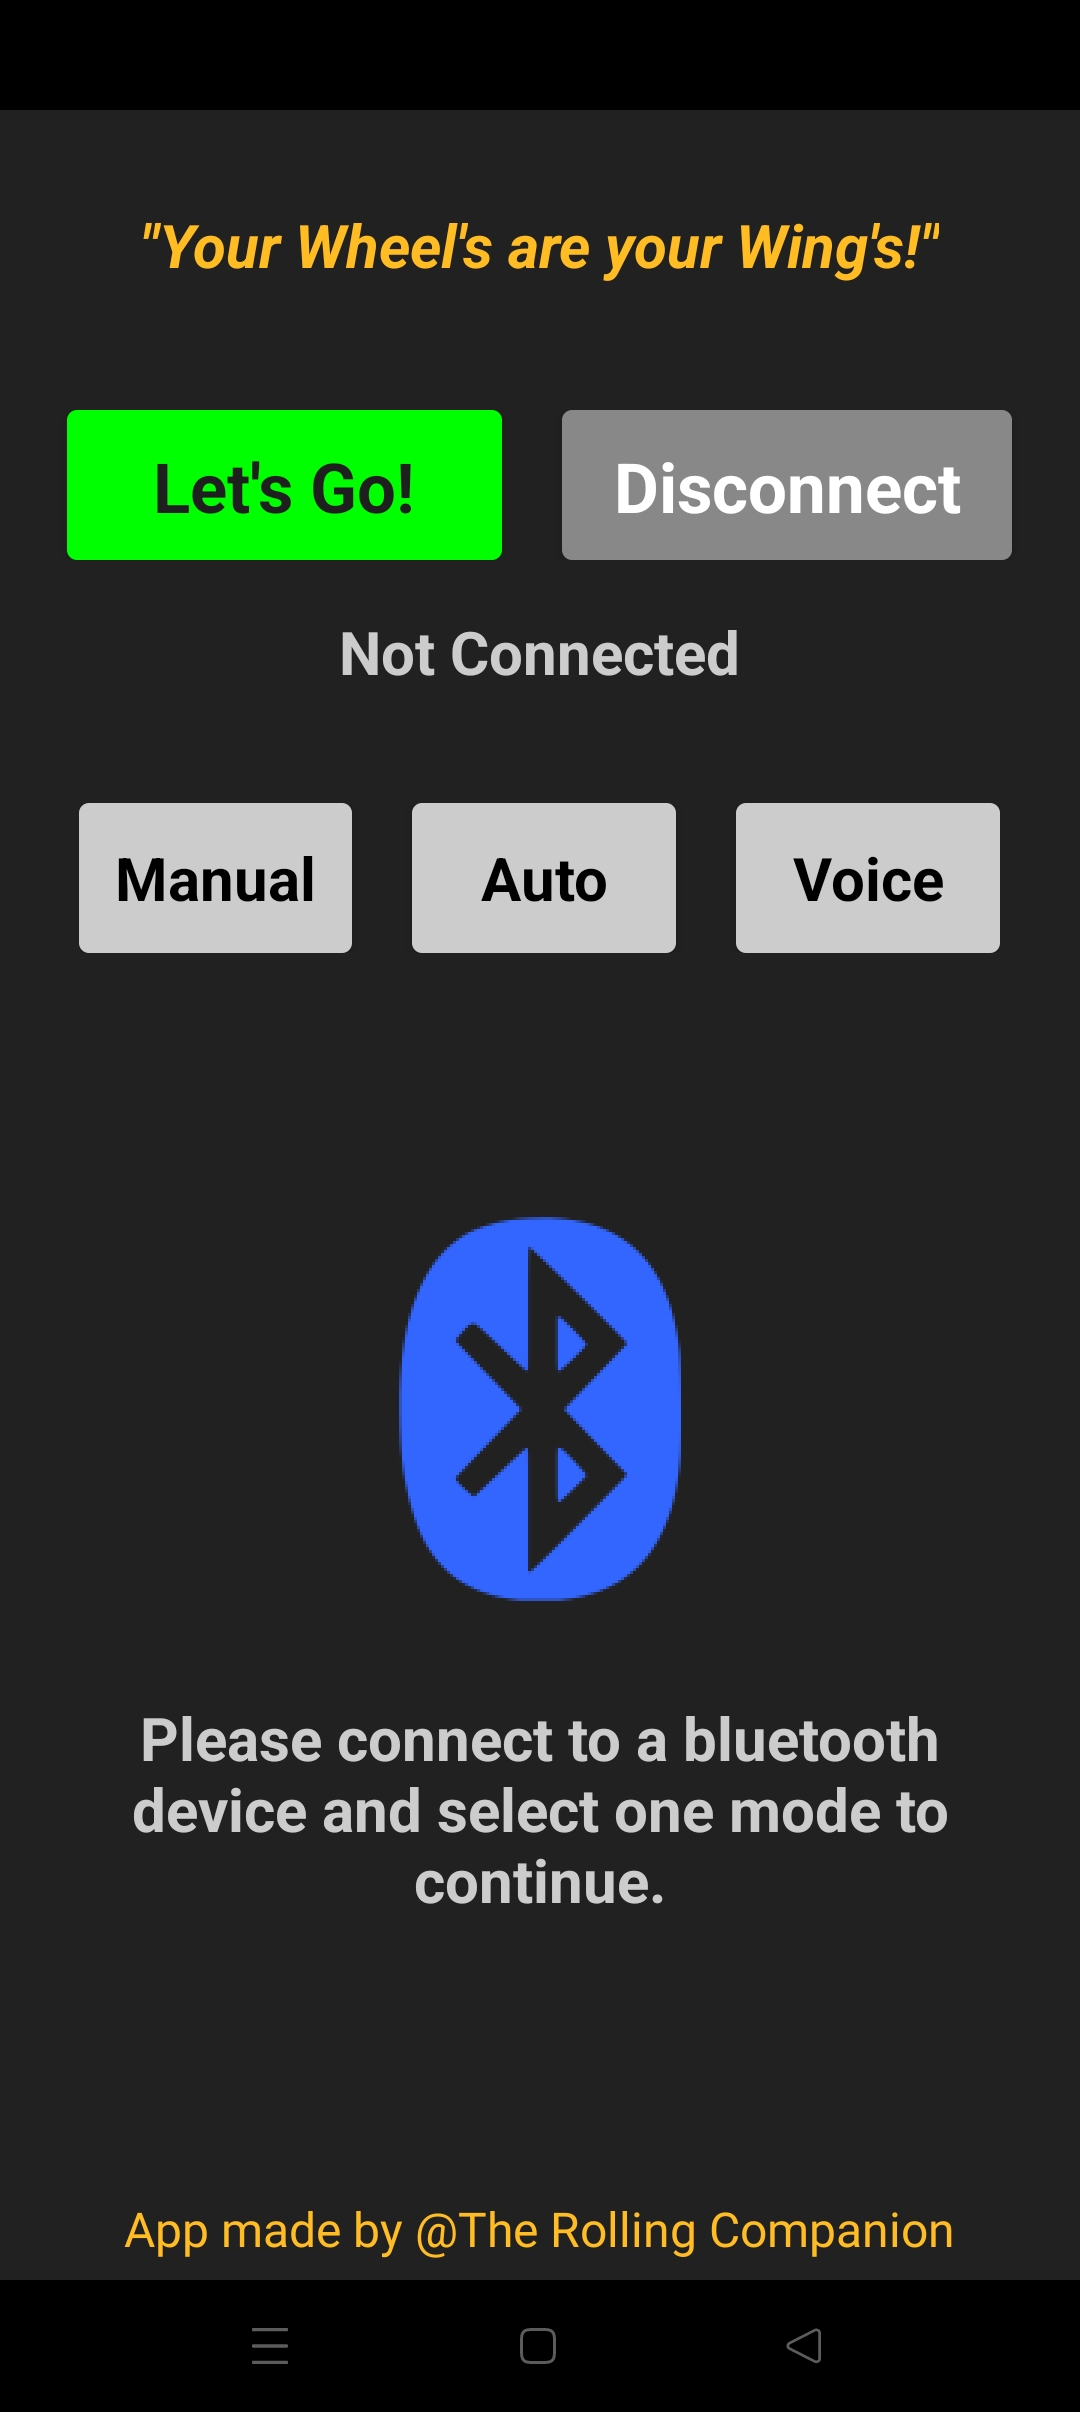 "Your Wheel's are your Wing's!"
Let's Go!
Disconnect
Not Connected
Manual
Auto
Voice
Please connect to a bluetooth
device and select one mode to
continue.
App made by @The Rolling Companion